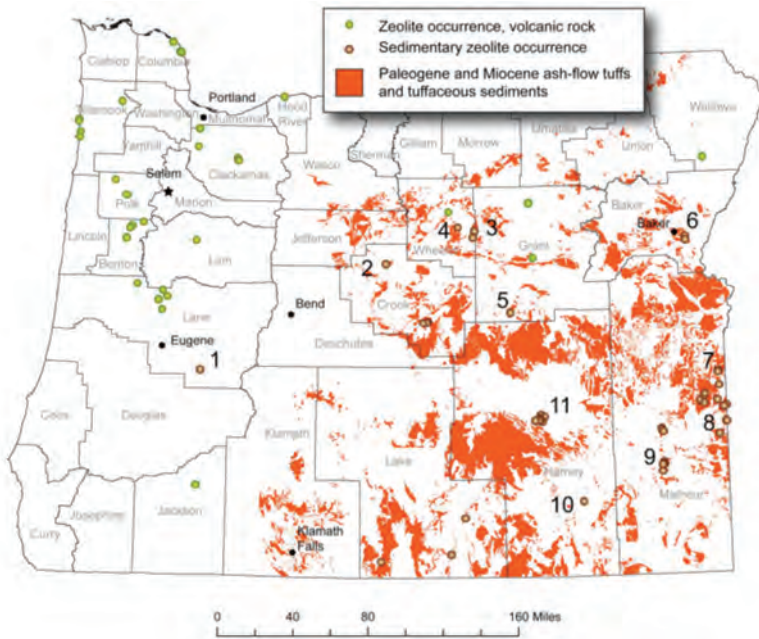 Zeolite occurrence, volcanic rock
Sedimentary zeolite occurrence
Paleogene and Miocene ash-flow tuffs
and tuffaceous sediments
Clatsop
Columbia
Portland
Tillamook
Washington
Multnomah
Hood
River
Yamhill
Clackamas
Wasco
Sherman
Gilliam
Morrow
Umatilla
Union
Wallowa
Salem
Polk
Marion
Lincoln
Benton
Linn
Jefferson
Wheeler
4
3
Grant
Baker
Baker
6
2
Crook
5
Lane
Bend
Deschutes
Eugene
1
7
Coos
Douglas
Klamath
Lake
11
8
Harney
9
Malheur
10
Curry
Josephine
Jackson
Klamath
Falls
0 40 80 160 Miles